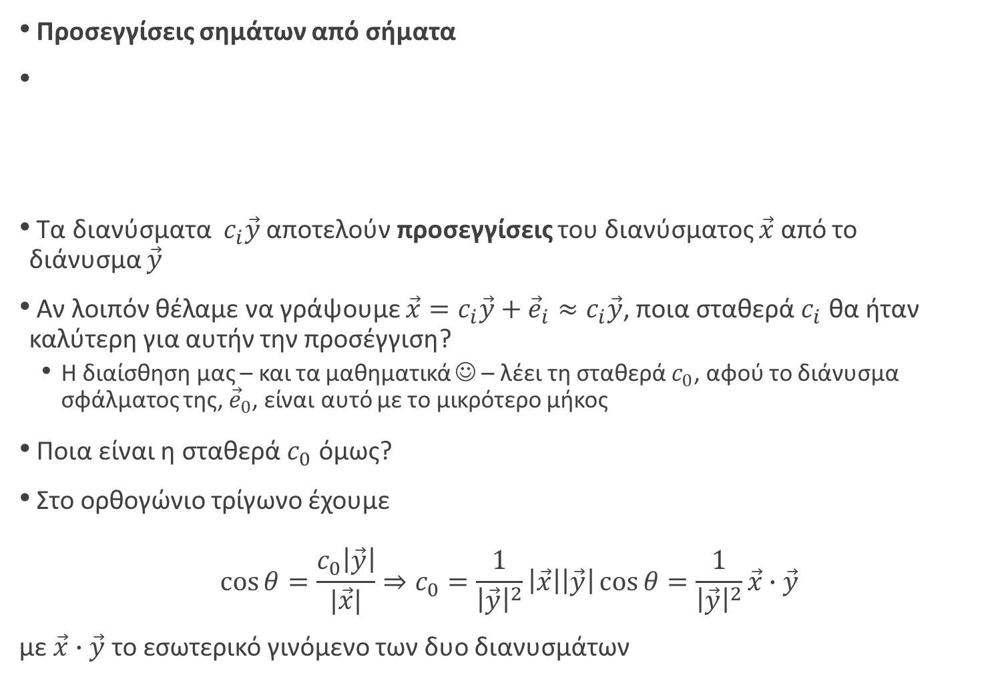 • Προσεγγίσεις σημάτων από σήματα
•
• Τα διανύσματα $c_i\vec{y}$ αποτελούν προσεγγίσεις του διανύσματος $\vec{x}$ από το
διάνυσμα $\vec{y}$
• Αν λοιπόν θέλαμε να γράψουμε $\vec{x} = c_i\vec{y} + \vec{e}_i \approx c_i\vec{y}$, ποια σταθερά $c_i$ θα ήταν
καλύτερη για αυτήν την προσέγγιση?
• Η διαίσθηση μας – και τα μαθηματικά ☺ – λέει τη σταθερά $c_0$, αφού το διάνυσμα
σφάλματος της, $\vec{e}_0$, είναι αυτό με το μικρότερο μήκος
• Ποια είναι η σταθερά $c_0$ όμως?
• Στο ορθογώνιο τρίγωνο έχουμε
$\cos\theta = \frac{c_0|\vec{y}|}{|\vec{x}|} \Rightarrow c_0 = \frac{1}{|\vec{y}|^2}|\vec{x}||\vec{y}|\cos\theta = \frac{1}{|\vec{y}|^2}\vec{x}\cdot\vec{y}$
με $\vec{x}\cdot\vec{y}$ το εσωτερικό γινόμενο των δυο διανυσμάτων